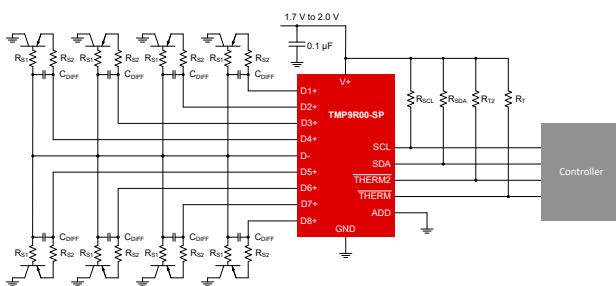 1.7 V to 2.0 V
0.1 µF
RS1 RS2 RS1 RS2 RS1 RS2 RS1 RS2
CDIFF CDIFF CDIFF CDIFF
V+
D1+
TMP9R00-SP
D2+
D3+
D4+
D-
D5+
D6+
D7+
D8+
RSCL RSDA RT2 RT
SCL
SDA
THERM2
THERM
ADD
GND
Controller
CDIFF CDIFF CDIFF CDIFF
RS1 RS2 RS1 RS2 RS1 RS2 RS1 RS2